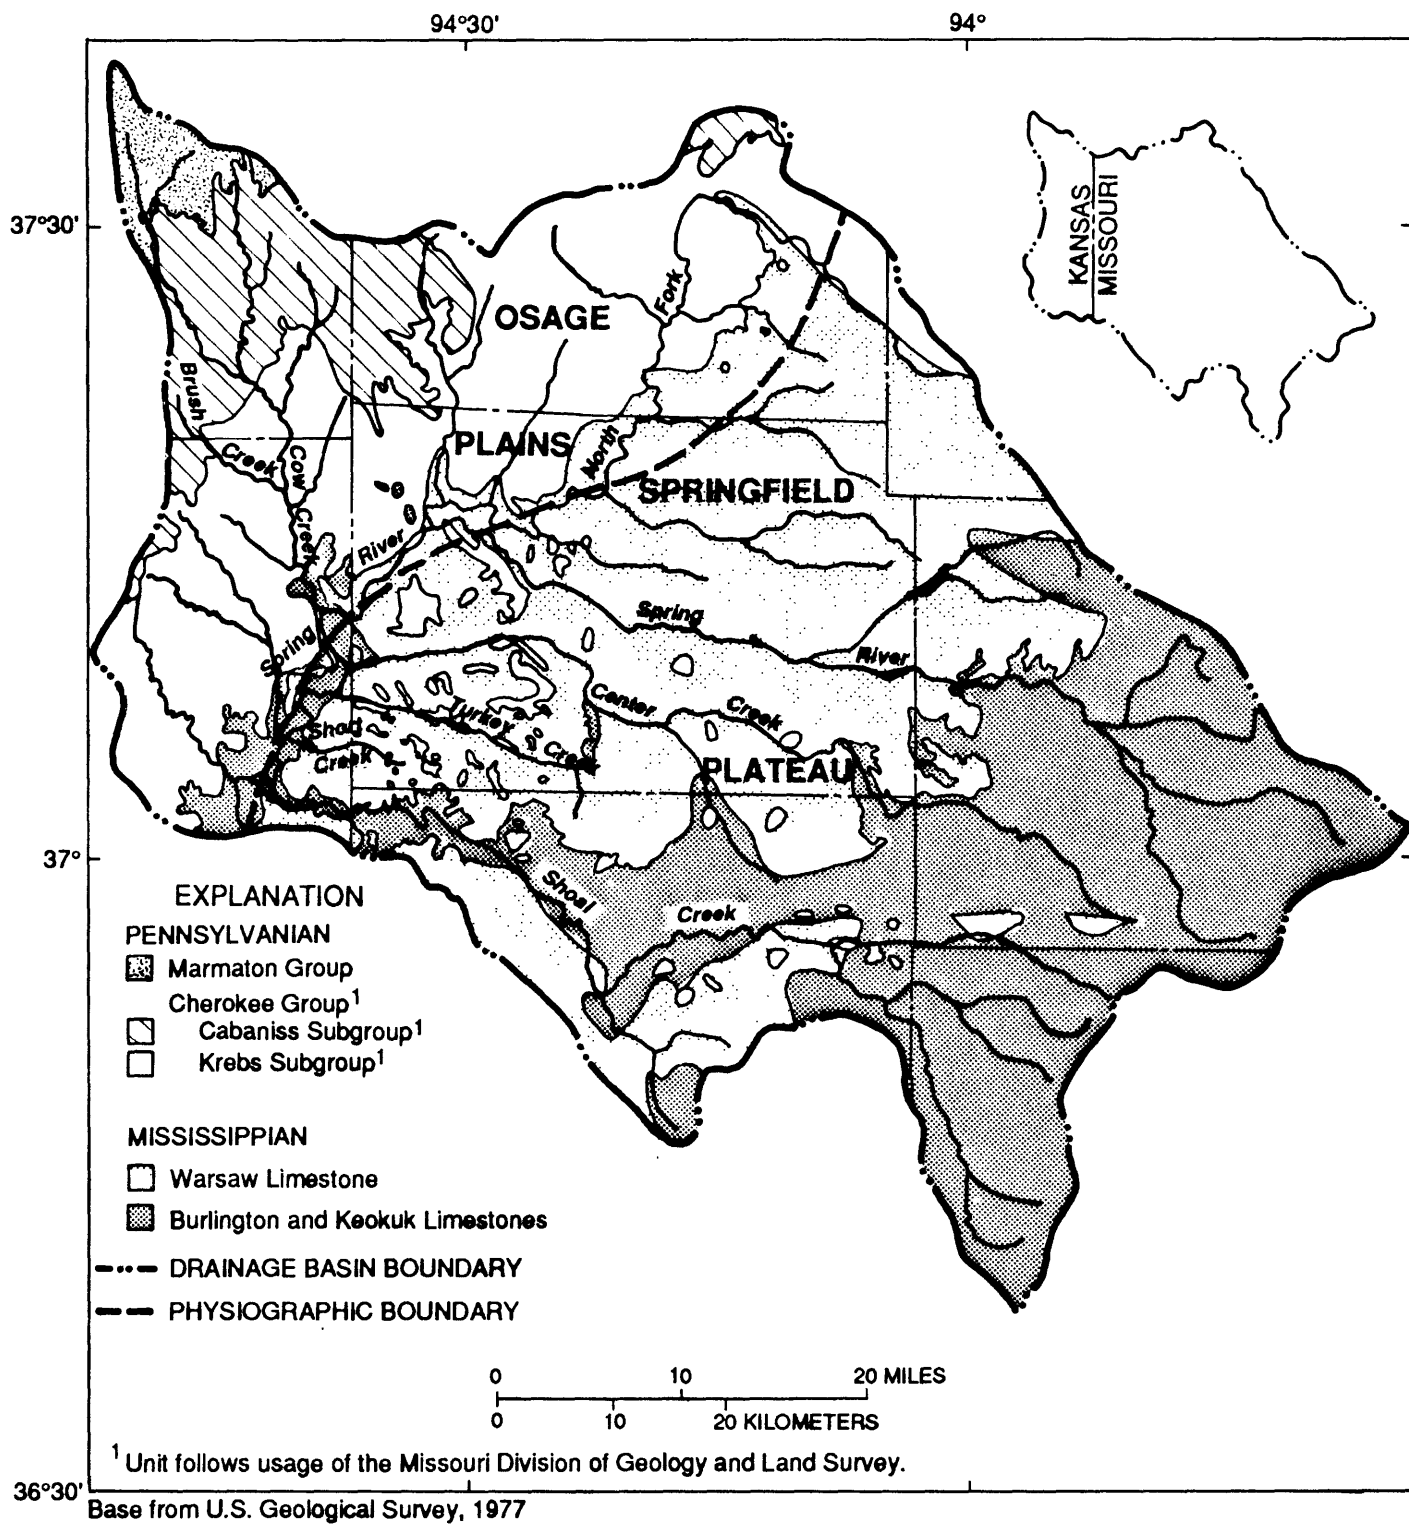 94°30'
94°
37°30'
KANSAS
MISSOURI
OSAGE
Fork
Brush
Creek
PLAINS
Cow
Creek
North
SPRINGFIELD
River
Spring
Spring
River
Center
Creek
Turkey
Creek
Short
Creek
PLATEAU
37°
Shoal
Creek
EXPLANATION
PENNSYLVANIAN
Marmaton Group
Cherokee Group¹
Cabaniss Subgroup¹
Krebs Subgroup¹
MISSISSIPPIAN
Warsaw Limestone
Burlington and Keokuk Limestones
DRAINAGE BASIN BOUNDARY
PHYSIOGRAPHIC BOUNDARY
0 10 20 MILES
0 10 20 KILOMETERS
¹ Unit follows usage of the Missouri Division of Geology and Land Survey.
36°30'
Base from U.S. Geological Survey, 1977